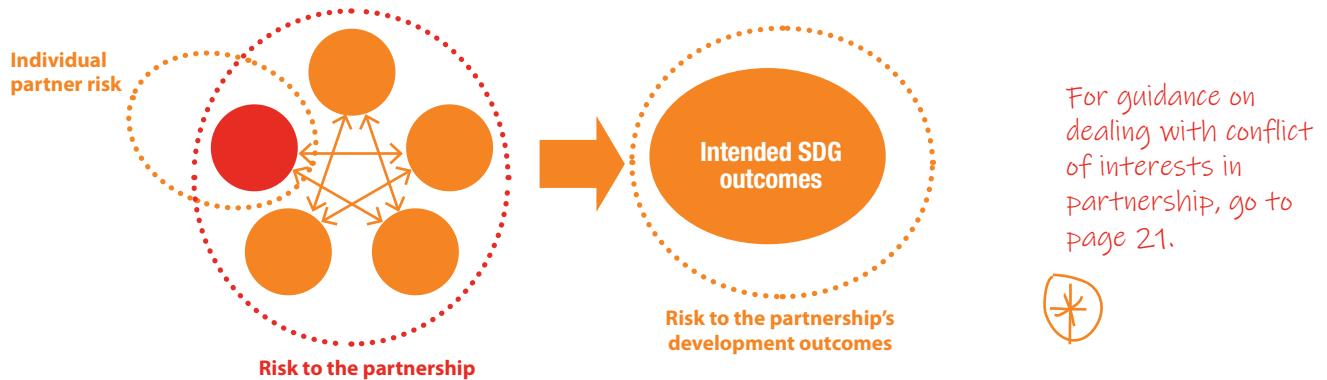 Individual
partner risk
Intended SDG
outcomes
For guidance on
dealing with conflict
of interests in
partnership, go to
page 21.
Risk to the partnership's
development outcomes
Risk to the partnership